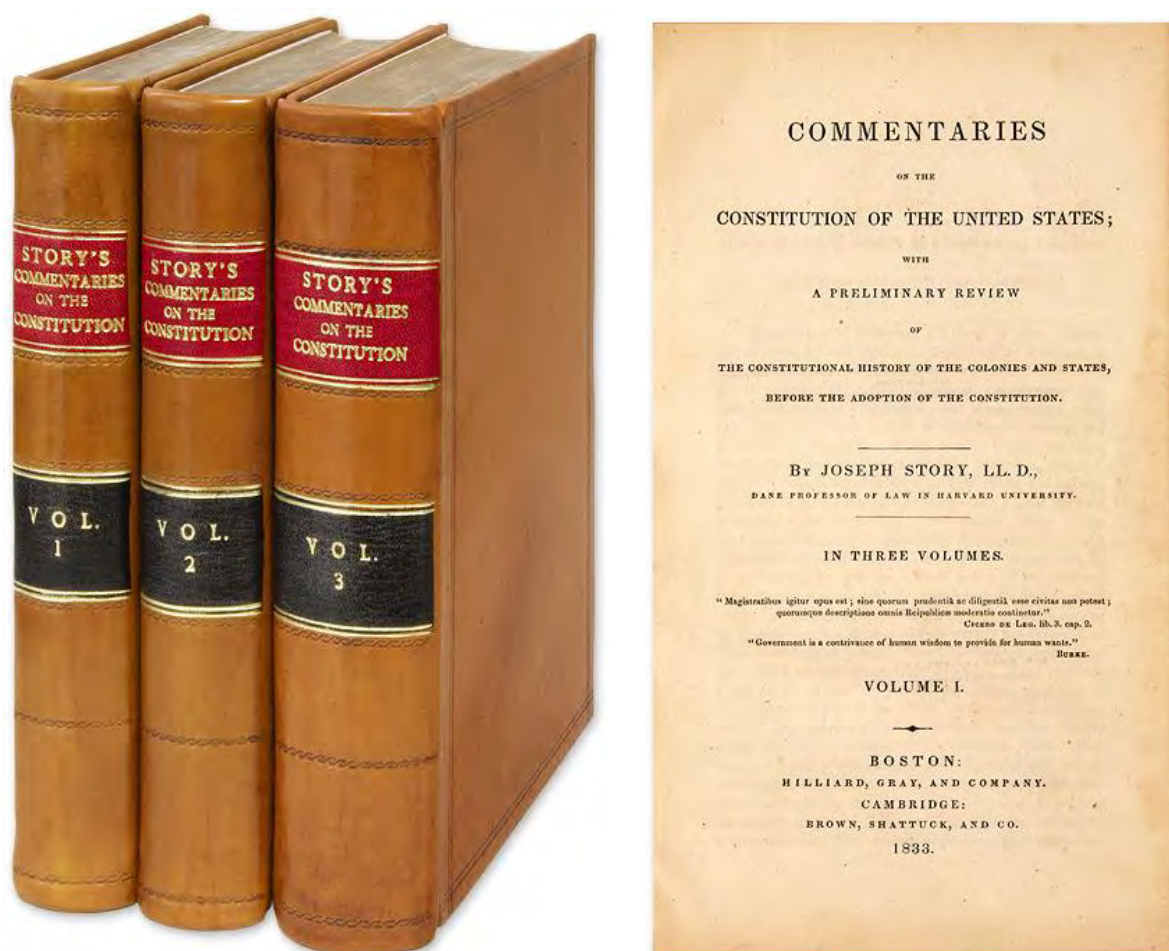 STORY'S
COMMENTARIES
ON THE
CONSTITUTION
VOL.
1
STORY'S
COMMENTARIES
ON THE
CONSTITUTION
VOL.
2
STORY'S
COMMENTARIES
ON THE
CONSTITUTION
VOL.
3
COMMENTARIES
ON THE
CONSTITUTION OF THE UNITED STATES;
WITH
A PRELIMINARY REVIEW
OF
THE CONSTITUTIONAL HISTORY OF THE COLONIES AND STATES,
BEFORE THE ADOPTION OF THE CONSTITUTION.
BY JOSEPH STORY, LL. D.,
DANE PROFESSOR OF LAW IN HARVARD UNIVERSITY.
IN THREE VOLUMES.
"Magistratibus igitur opus est; sine quorum prudentiâ ac diligentiâ esse civitas non potest;
quorumque descriptione omnis Reipublicæ moderatio continetur."
CICERO DE LEG. lib. 3. cap. 2.
"Government is a contrivance of human wisdom to provide for human wants."
BURKE.
VOLUME I.
BOSTON:
HILLIARD, GRAY, AND COMPANY.
CAMBRIDGE:
BROWN, SHATTUCK, AND CO.
1833.